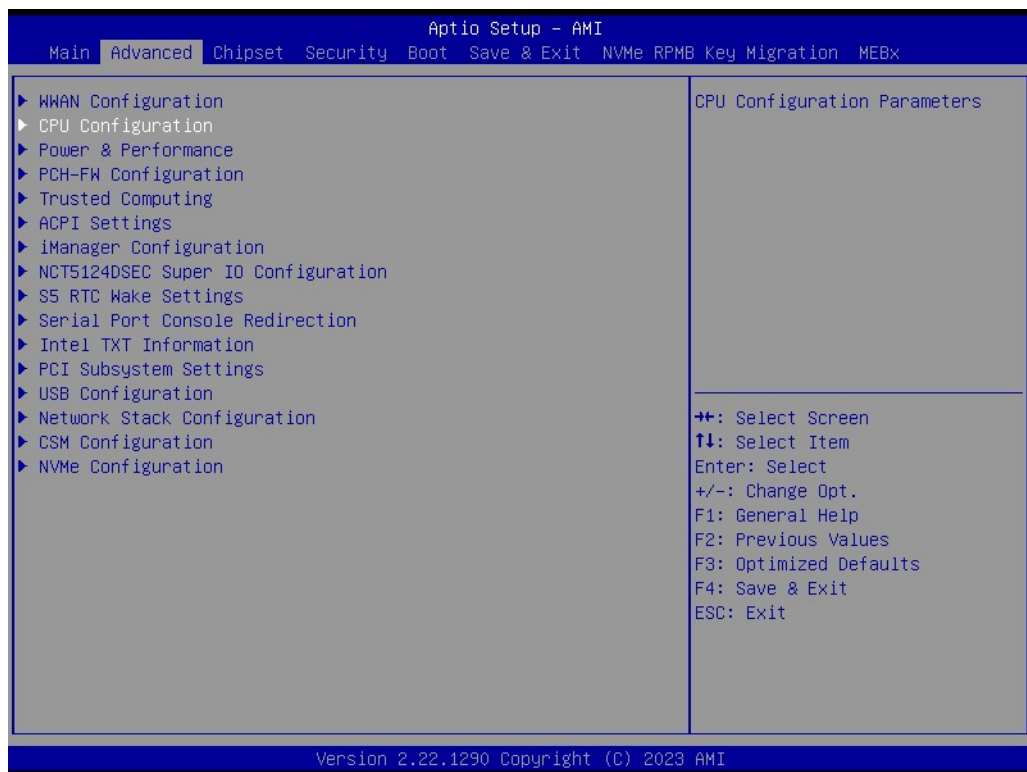 Aptio Setup – AMI
Main Advanced Chipset Security Boot Save & Exit NVMe RPMB Key Migration MEBx
▶ WWAN Configuration
▶ CPU Configuration
▶ Power & Performance
▶ PCH-FW Configuration
▶ Trusted Computing
▶ ACPI Settings
▶ iManager Configuration
▶ NCT5124DSEC Super IO Configuration
▶ S5 RTC Wake Settings
▶ Serial Port Console Redirection
▶ Intel TXT Information
▶ PCI Subsystem Settings
▶ USB Configuration
▶ Network Stack Configuration
▶ CSM Configuration
▶ NVMe Configuration
CPU Configuration Parameters
→←: Select Screen
↑↓: Select Item
Enter: Select
+/-: Change Opt.
F1: General Help
F2: Previous Values
F3: Optimized Defaults
F4: Save & Exit
ESC: Exit
Version 2.22.1290 Copyright (C) 2023 AMI